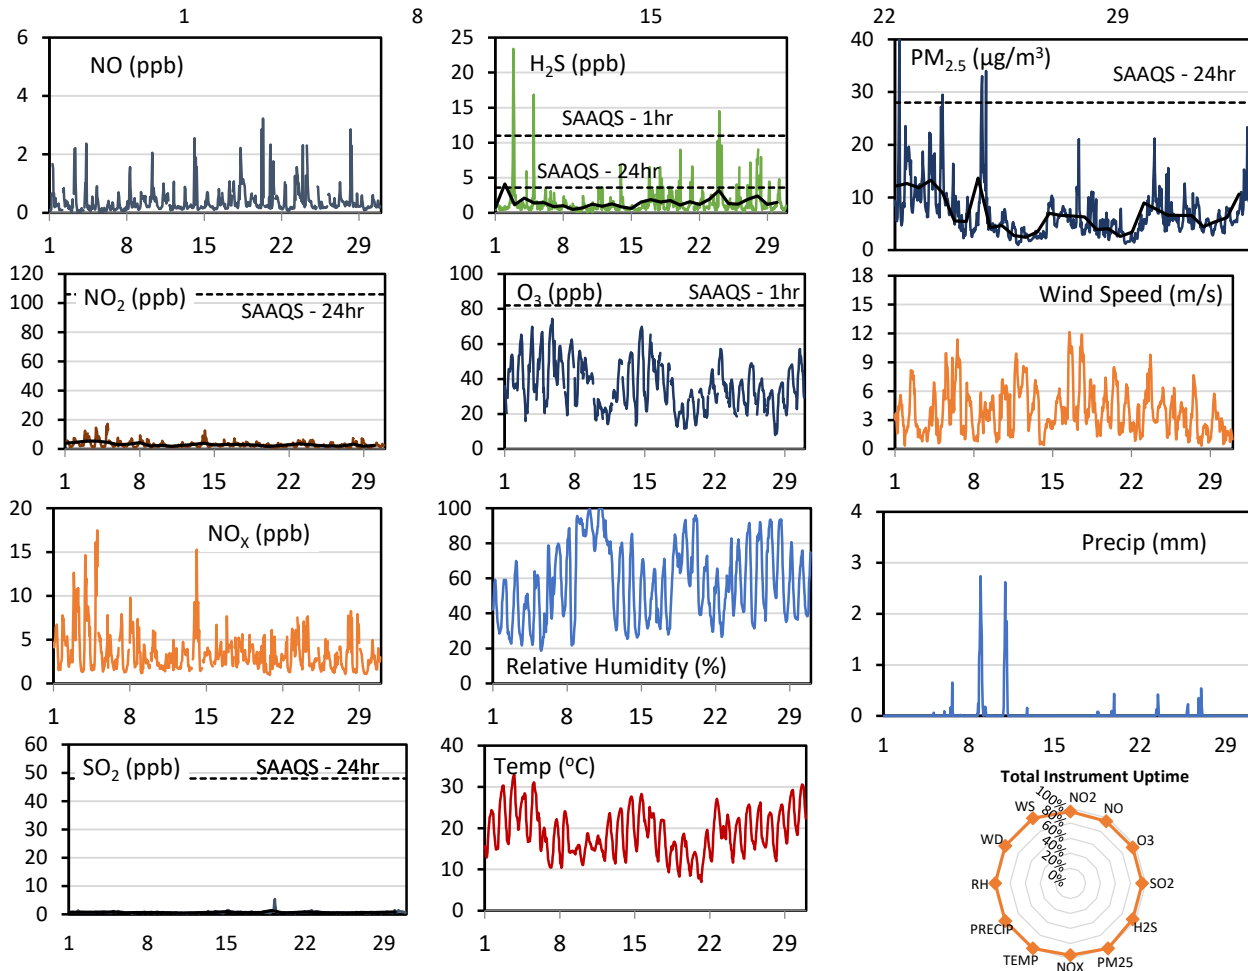 1 8 15 22 29
NO (ppb)
6
4
2
0
1 8 15 22 29
H2S (ppb)
SAAQS - 1hr
SAAQS - 24hr
25
20
15
10
5
0
1 8 15 22 29
PM2.5 (µg/m³)
SAAQS - 24hr
40
30
20
10
0
NO2 (ppb)
SAAQS - 24hr
120
100
80
60
40
20
0
1 8 15 22 29
O3 (ppb)
SAAQS - 1hr
100
80
60
40
20
0
1 8 15 22 29
Wind Speed (m/s)
18
15
12
9
6
3
0
1 8 15 22 29
NOX (ppb)
20
15
10
5
0
1 8 15 22 29
100
80
60
40
20
0
Relative Humidity (%)
1 8 15 22 29
Precip (mm)
4
3
2
1
0
1 8 15 22 29
SO2 (ppb)
SAAQS - 24hr
60
50
40
30
20
10
0
1 8 15 22 29
Temp (oC)
40
30
20
10
0
1 8 15 22 29
Total Instrument Uptime
100%
80%
60%
40%
20%
0%
NO2
NO
O3
SO2
H2S
PM25
NOX
TEMP
PRECIP
RH
WD
WS